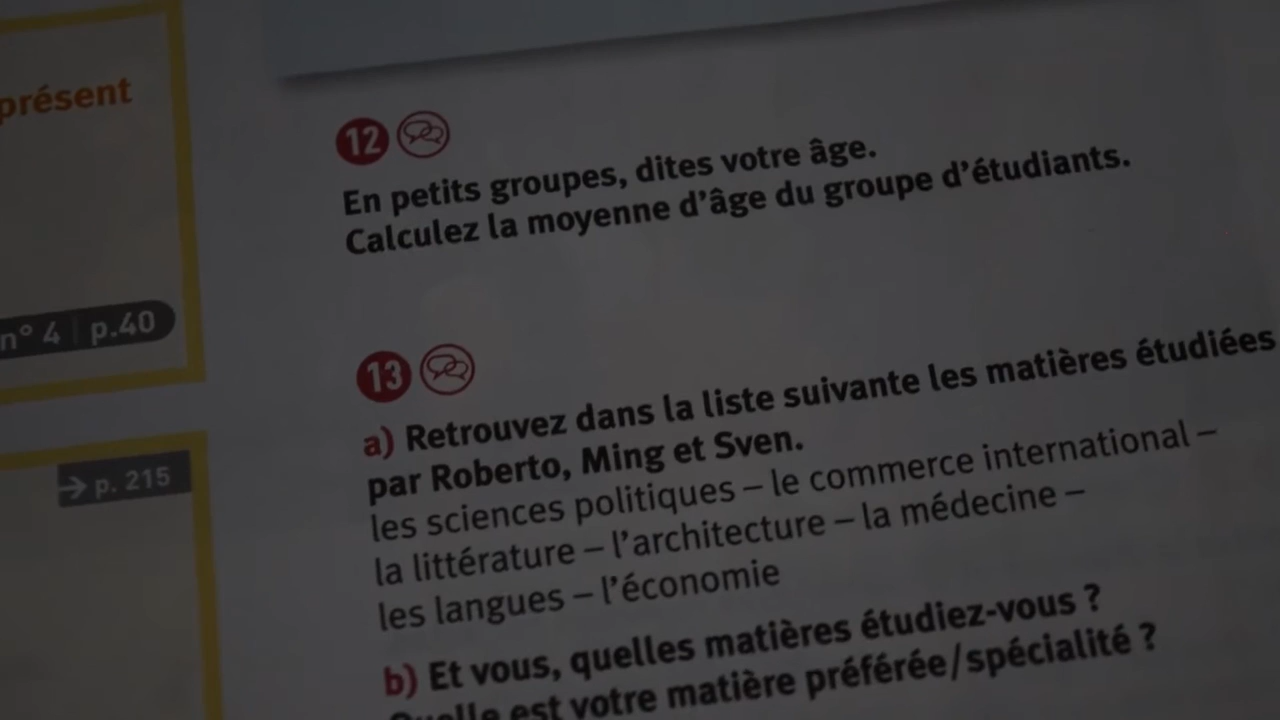 présent
n° 4 | p.40
→ p. 215
12
En petits groupes, dites votre âge.
Calculez la moyenne d'âge du groupe d'étudiants.
13
a) Retrouvez dans la liste suivante les matières étudiées
par Roberto, Ming et Sven.
les sciences politiques – le commerce international –
la littérature – l'architecture – la médecine –
les langues – l'économie
b) Et vous, quelles matières étudiez-vous ?
Quelle est votre matière préférée/spécialité ?